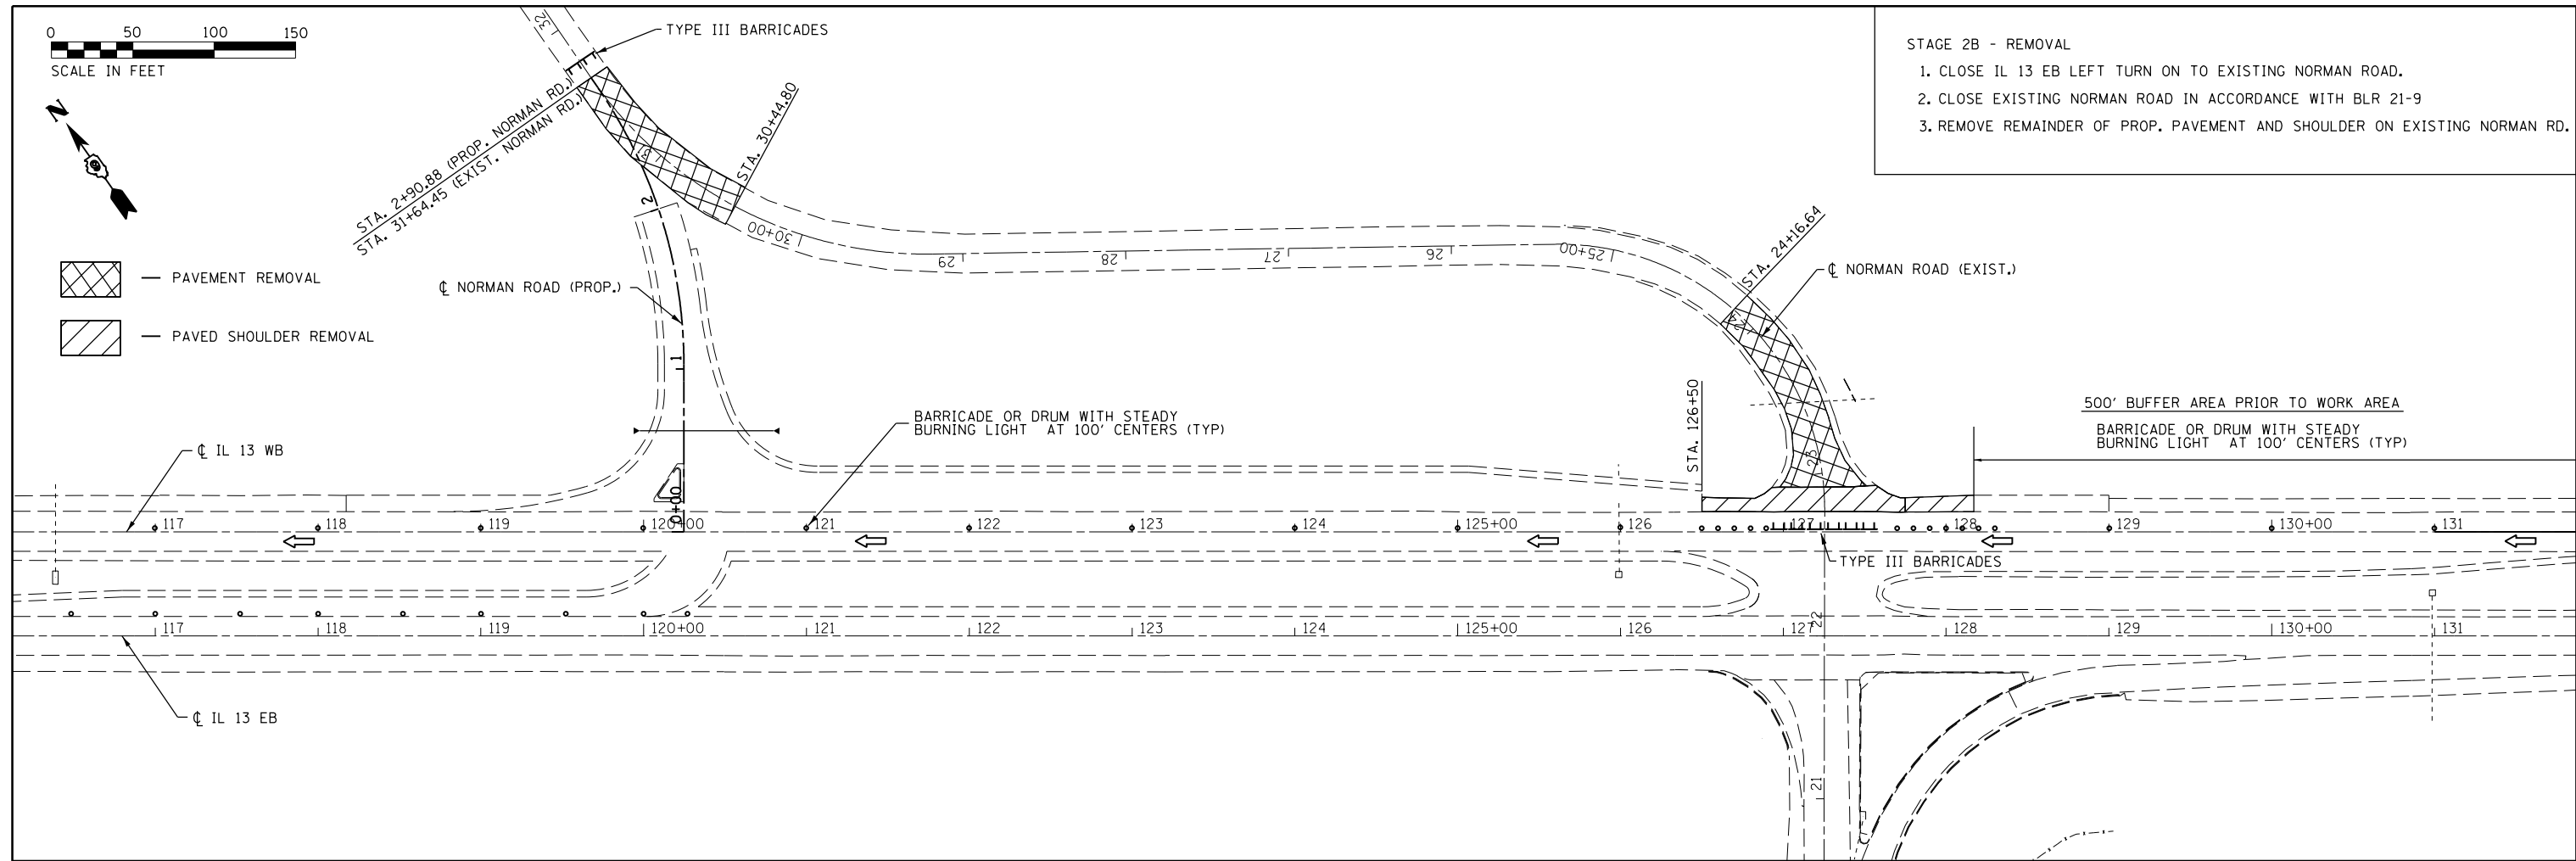 0 50 100 150
SCALE IN FEET
N
32
TYPE III BARRICADES
STA. 2+90.88 (PROP. NORMAN RD.)
STA. 31+64.45 (EXIST. NORMAN RD.)
31
STA. 30+44.80
STAGE 2B - REMOVAL
1. CLOSE IL 13 EB LEFT TURN ON TO EXISTING NORMAN ROAD.
2. CLOSE EXISTING NORMAN ROAD IN ACCORDANCE WITH BLR 21-9
3. REMOVE REMAINDER OF PROP. PAVEMENT AND SHOULDER ON EXISTING NORMAN RD.
2
30+00 29 28 27 26 25+00
STA. 24+16.64
24
℄ NORMAN ROAD (EXIST.)
PAVEMENT REMOVAL
℄ NORMAN ROAD (PROP.)
PAVED SHOULDER REMOVAL
1
0+00
BARRICADE OR DRUM WITH STEADY
BURNING LIGHT AT 100' CENTERS (TYP)
STA. 126+50
23
500' BUFFER AREA PRIOR TO WORK AREA
BARRICADE OR DRUM WITH STEADY
BURNING LIGHT AT 100' CENTERS (TYP)
℄ IL 13 WB
117 118 119 120+00 121 122 123 124 125+00 126 127 128 129 130+00 131
TYPE III BARRICADES
22
117 118 119 120+00 121 122 123 124 125+00 126 127 128 129 130+00 131
℄ IL 13 EB
21